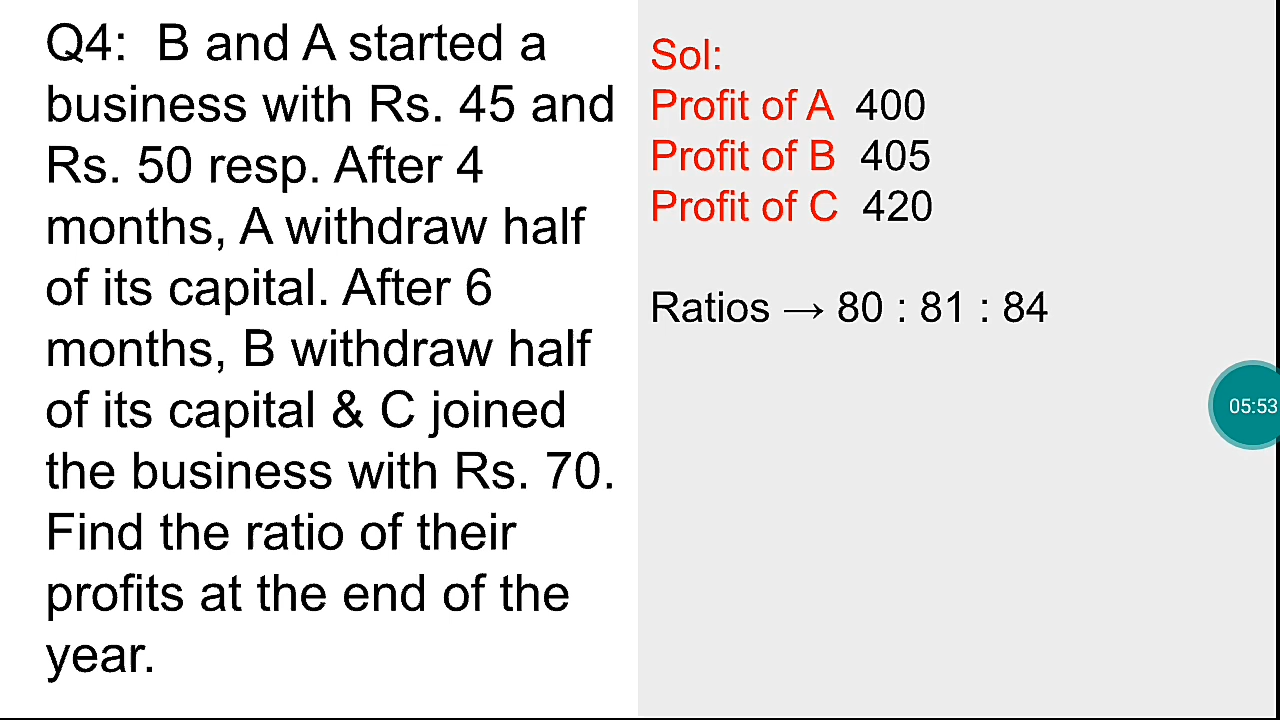 Q4:  B and A started a
business with Rs. 45 and
Rs. 50 resp. After 4
months, A withdraw half
of its capital. After 6
months, B withdraw half
of its capital & C joined
the business with Rs. 70.
Find the ratio of their
profits at the end of the
year.
Sol:
Profit of A  400
Profit of B  405
Profit of C  420
Ratios → 80 : 81 : 84
05:53